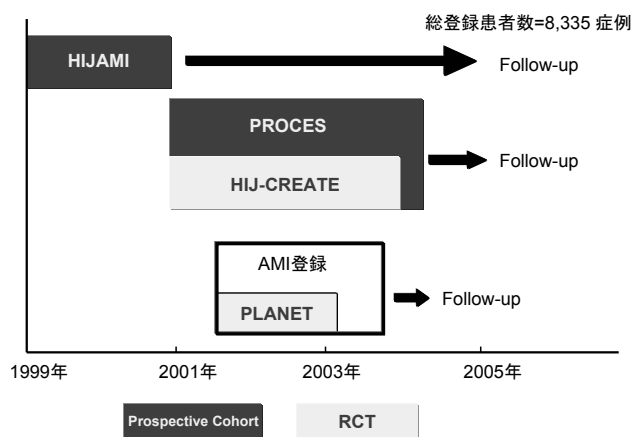 総登録患者数=8,335 症例
HIJAMI
Follow-up
PROCES
HIJ-CREATE
Follow-up
AMI登録
PLANET
Follow-up
1999年
2001年
2003年
2005年
Prospective Cohort
RCT